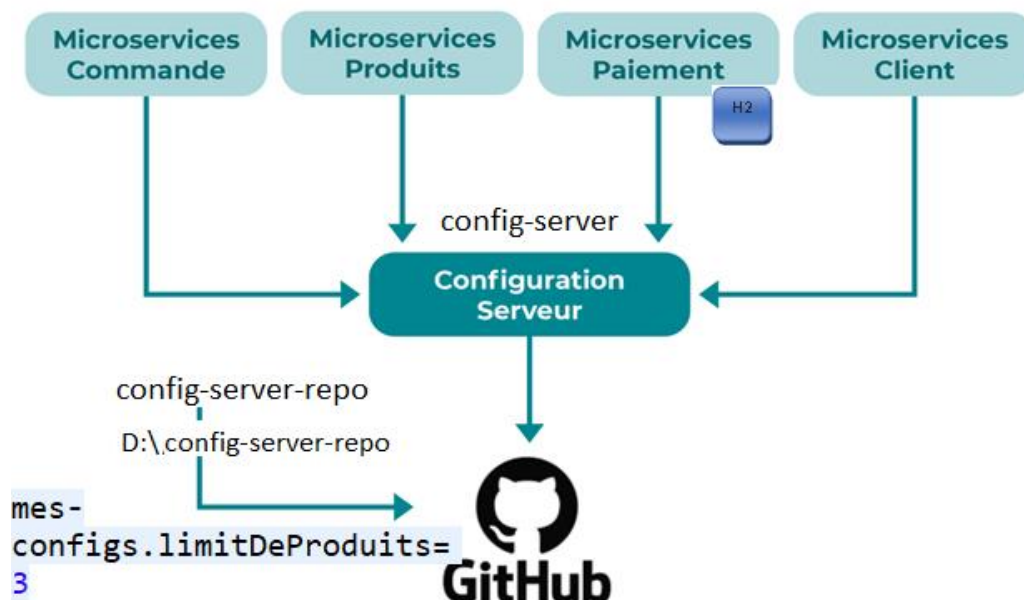 Microservices
Commande
Microservices
Produits
Microservices
Paiement
Microservices
Client
H2
config-server
Configuration
Serveur
config-server-repo
D:\config-server-repo
mes-
configs.limitDeProduits=
3
GitHub